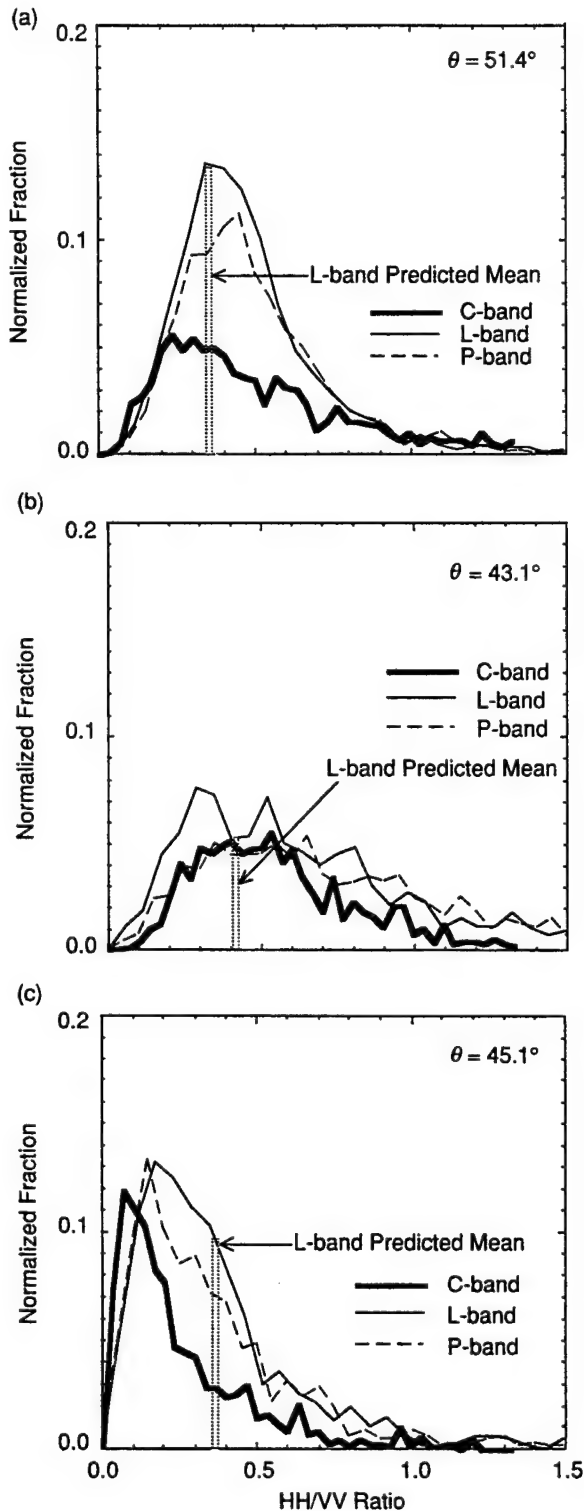 (a)
0.2
θ = 51.4°
Normalized Fraction
0.1
L-band Predicted Mean
C-band
L-band
P-band
0.0
(b)
0.2
θ = 43.1°
Normalized Fraction
C-band
L-band
P-band
0.1
L-band Predicted Mean
0.0
(c)
0.2
θ = 45.1°
Normalized Fraction
0.1
L-band Predicted Mean
C-band
L-band
P-band
0.0
0.0 0.5 1.0 1.5
HH/VV Ratio